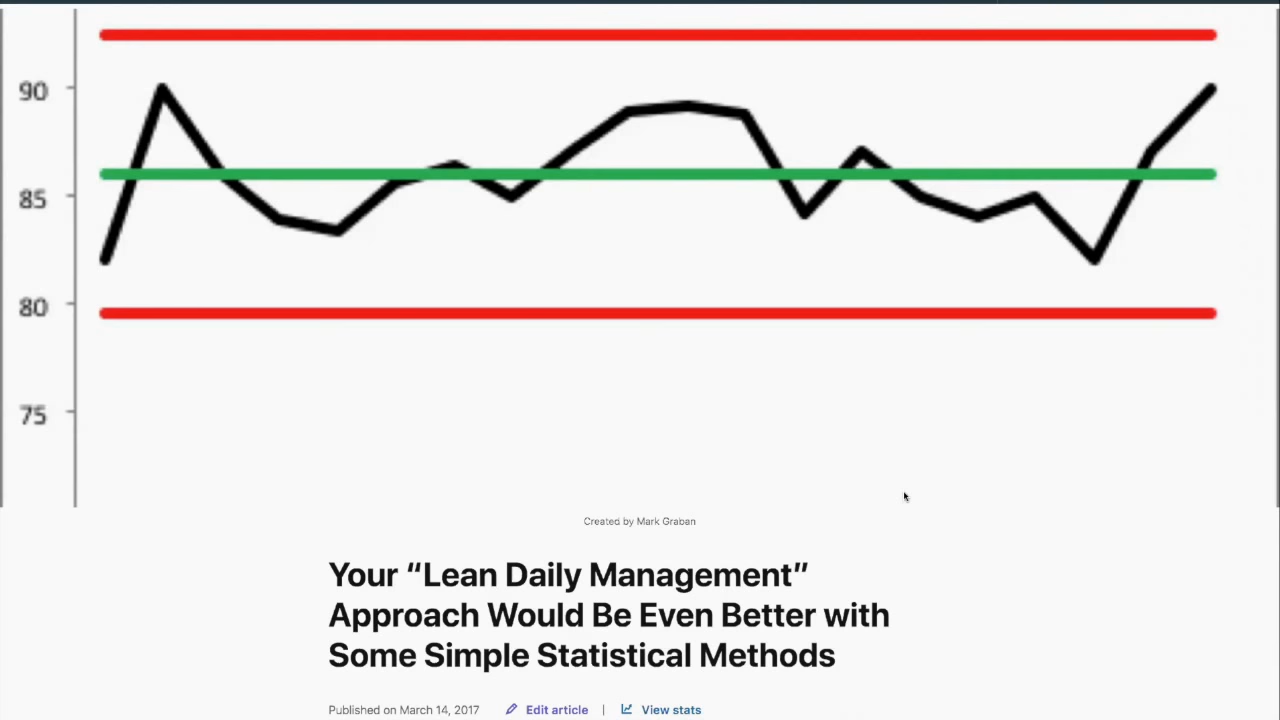 90
85
80
75
Created by Mark Graban
Your “Lean Daily Management”
Approach Would Be Even Better with
Some Simple Statistical Methods
Published on March 14, 2017 Edit article | View stats